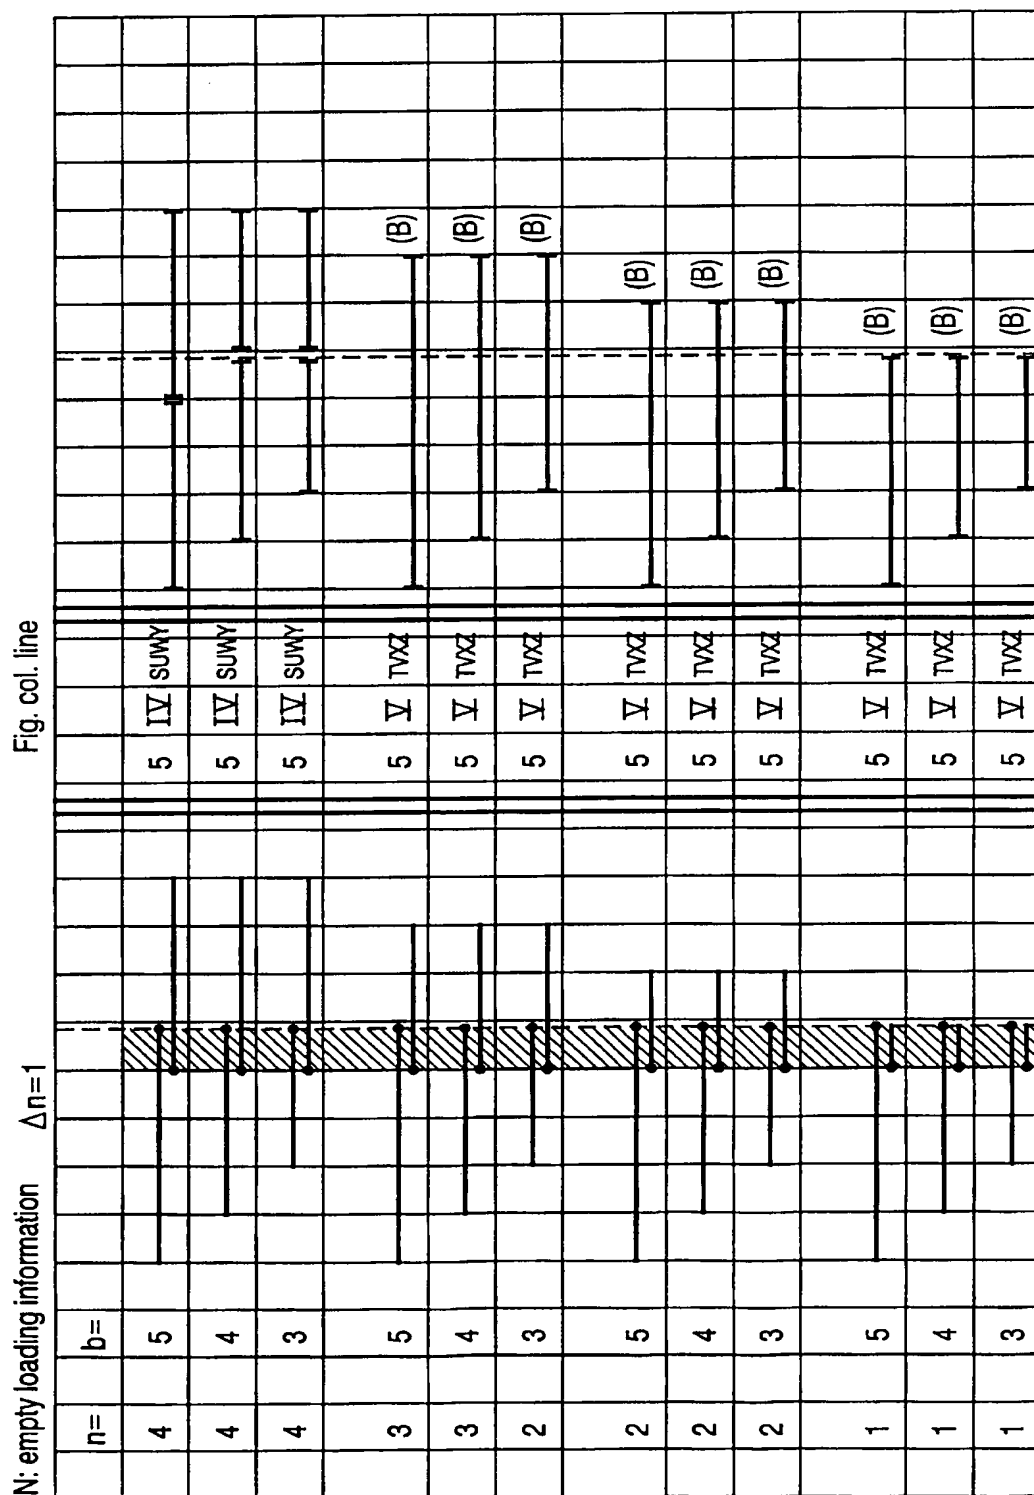 N: empty loading information Δn=1 Fig. col. line
n= b=
4 5 5 IV SUWY
4 4 5 IV SUWY
4 3 5 IV SUWY
3 5 5 V TVXZ (B)
3 4 5 V TVXZ (B)
2 3 5 V TVXZ (B)
2 5 5 V TVXZ (B)
2 4 5 V TVXZ (B)
2 3 5 V TVXZ (B)
1 5 5 V TVXZ (B)
1 4 5 V TVXZ (B)
1 3 5 V TVXZ (B)